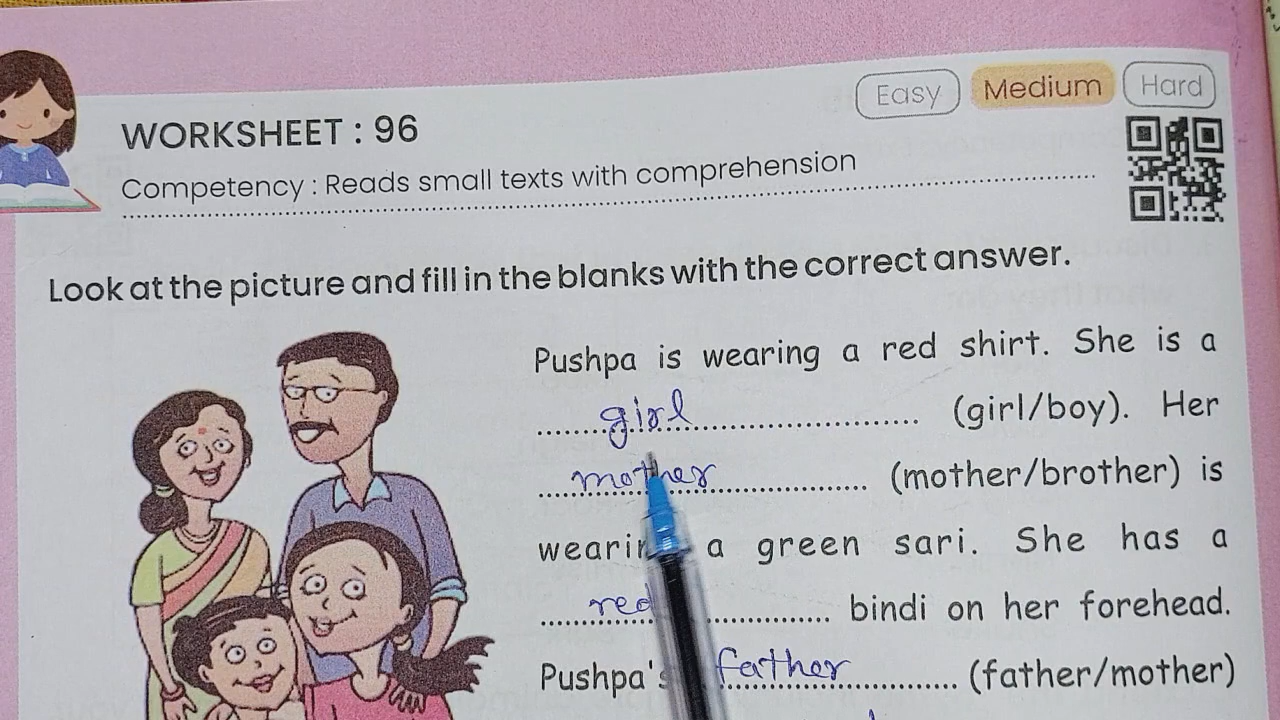 Easy Medium Hard
WORKSHEET : 96
Competency : Reads small texts with comprehension
Look at the picture and fill in the blanks with the correct answer.
Pushpa is wearing a red shirt. She is a
girl (girl/boy). Her
mother (mother/brother) is
wearin a green sari. She has a
red bindi on her forehead.
Pushpa's father (father/mother)